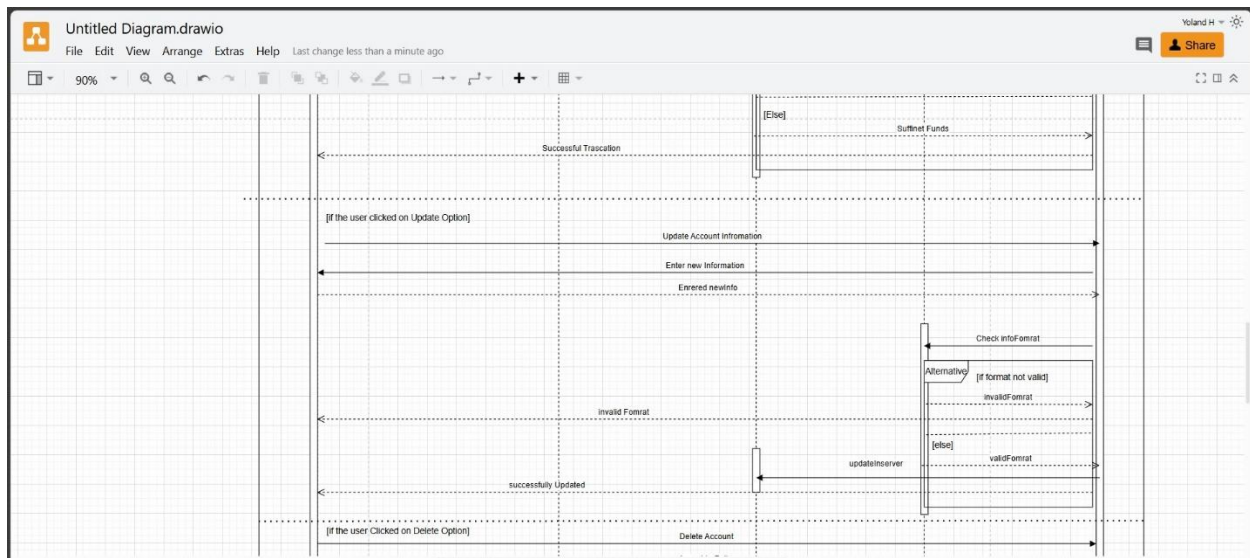 Untitled Diagram.drawio
Yoland H
File Edit View Arrange Extras Help Last change less than a minute ago
Share
90%
[Else]
Suffinet Funds
Successful Trascation
[if the user clicked on Update Option]
Update Account Infromation
Enter new Information
Enrered newInfo
Check infoFomrat
Alternative
[if format not valid]
invalidFomrat
invalid Fomrat
[else]
updateInserver
validFomrat
successfully Updated
[if the user Clicked on Delete Option]
Delete Account